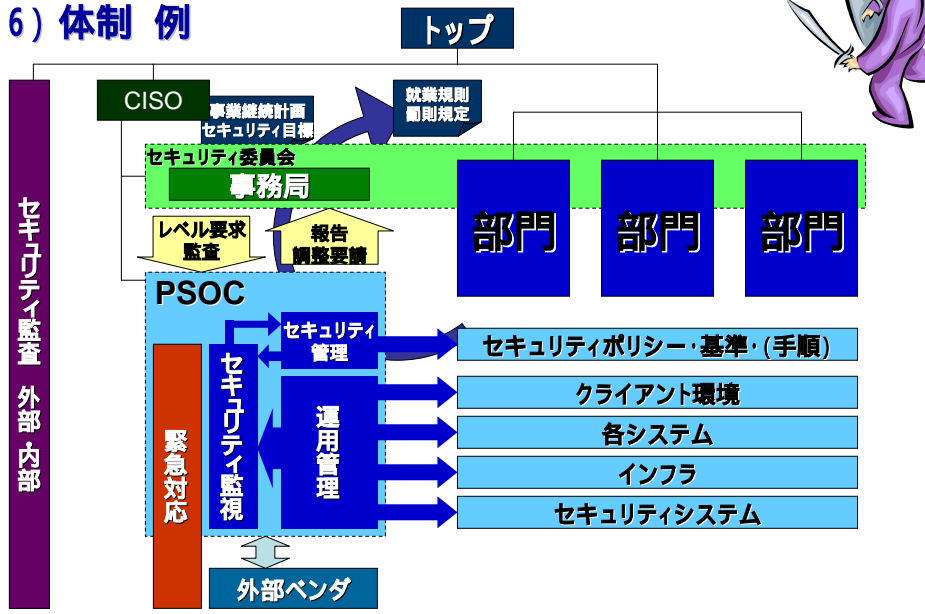 6）体制 例
トップ
CISO
事業継続計画
セキュリティ目標
就業規則
罰則規定
セキュリティ委員会
事務局
部門
部門
部門
セキュリティ監査 外部・内部
レベル要求
監査
報告
調整要請
PSOC
セキュリティ
管理
セキュリティ監視
運用管理
緊急対応
セキュリティポリシー・基準・(手順)
クライアント環境
各システム
インフラ
セキュリティシステム
外部ベンダ